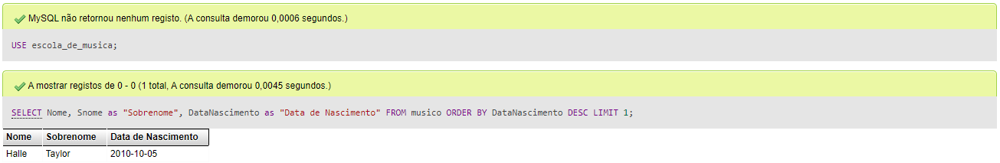 MySQL não retornou nenhum registo. (A consulta demorou 0,0006 segundos.)
USE escola_de_musica;
A mostrar registos de 0 - 0 (1 total, A consulta demorou 0,0045 segundos.)
SELECT Nome, Snome as "Sobrenome", DataNascimento as "Data de Nascimento" FROM musico ORDER BY DataNascimento DESC LIMIT 1;
Nome Sobrenome Data de Nascimento
Halle Taylor 2010-10-05